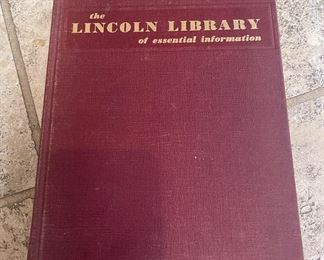 the
LINCOLN LIBRARY
of essential information